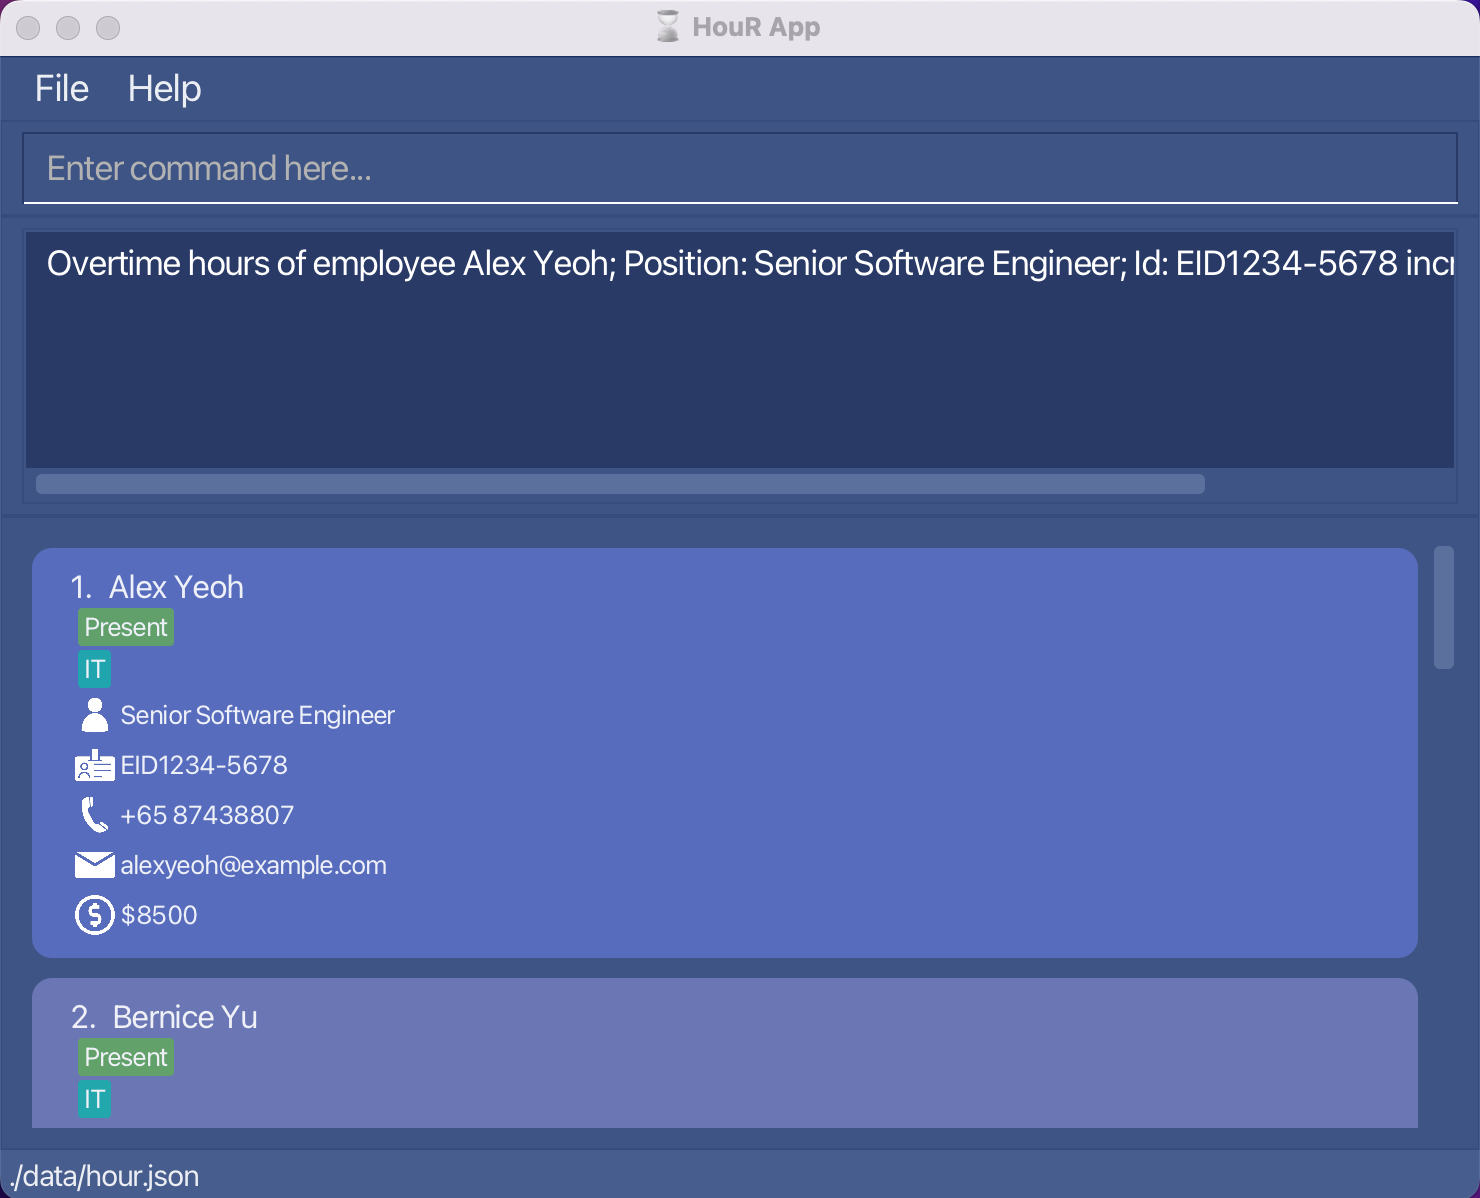 HouR App
File Help
Enter command here...
Overtime hours of employee Alex Yeoh; Position: Senior Software Engineer; Id: EID1234-5678
1. Alex Yeoh
Present
IT
Senior Software Engineer
EID1234-5678
+65 87438807
alexyeoh@example.com
$8500
2. Bernice Yu
Present
IT
./data/hour.json